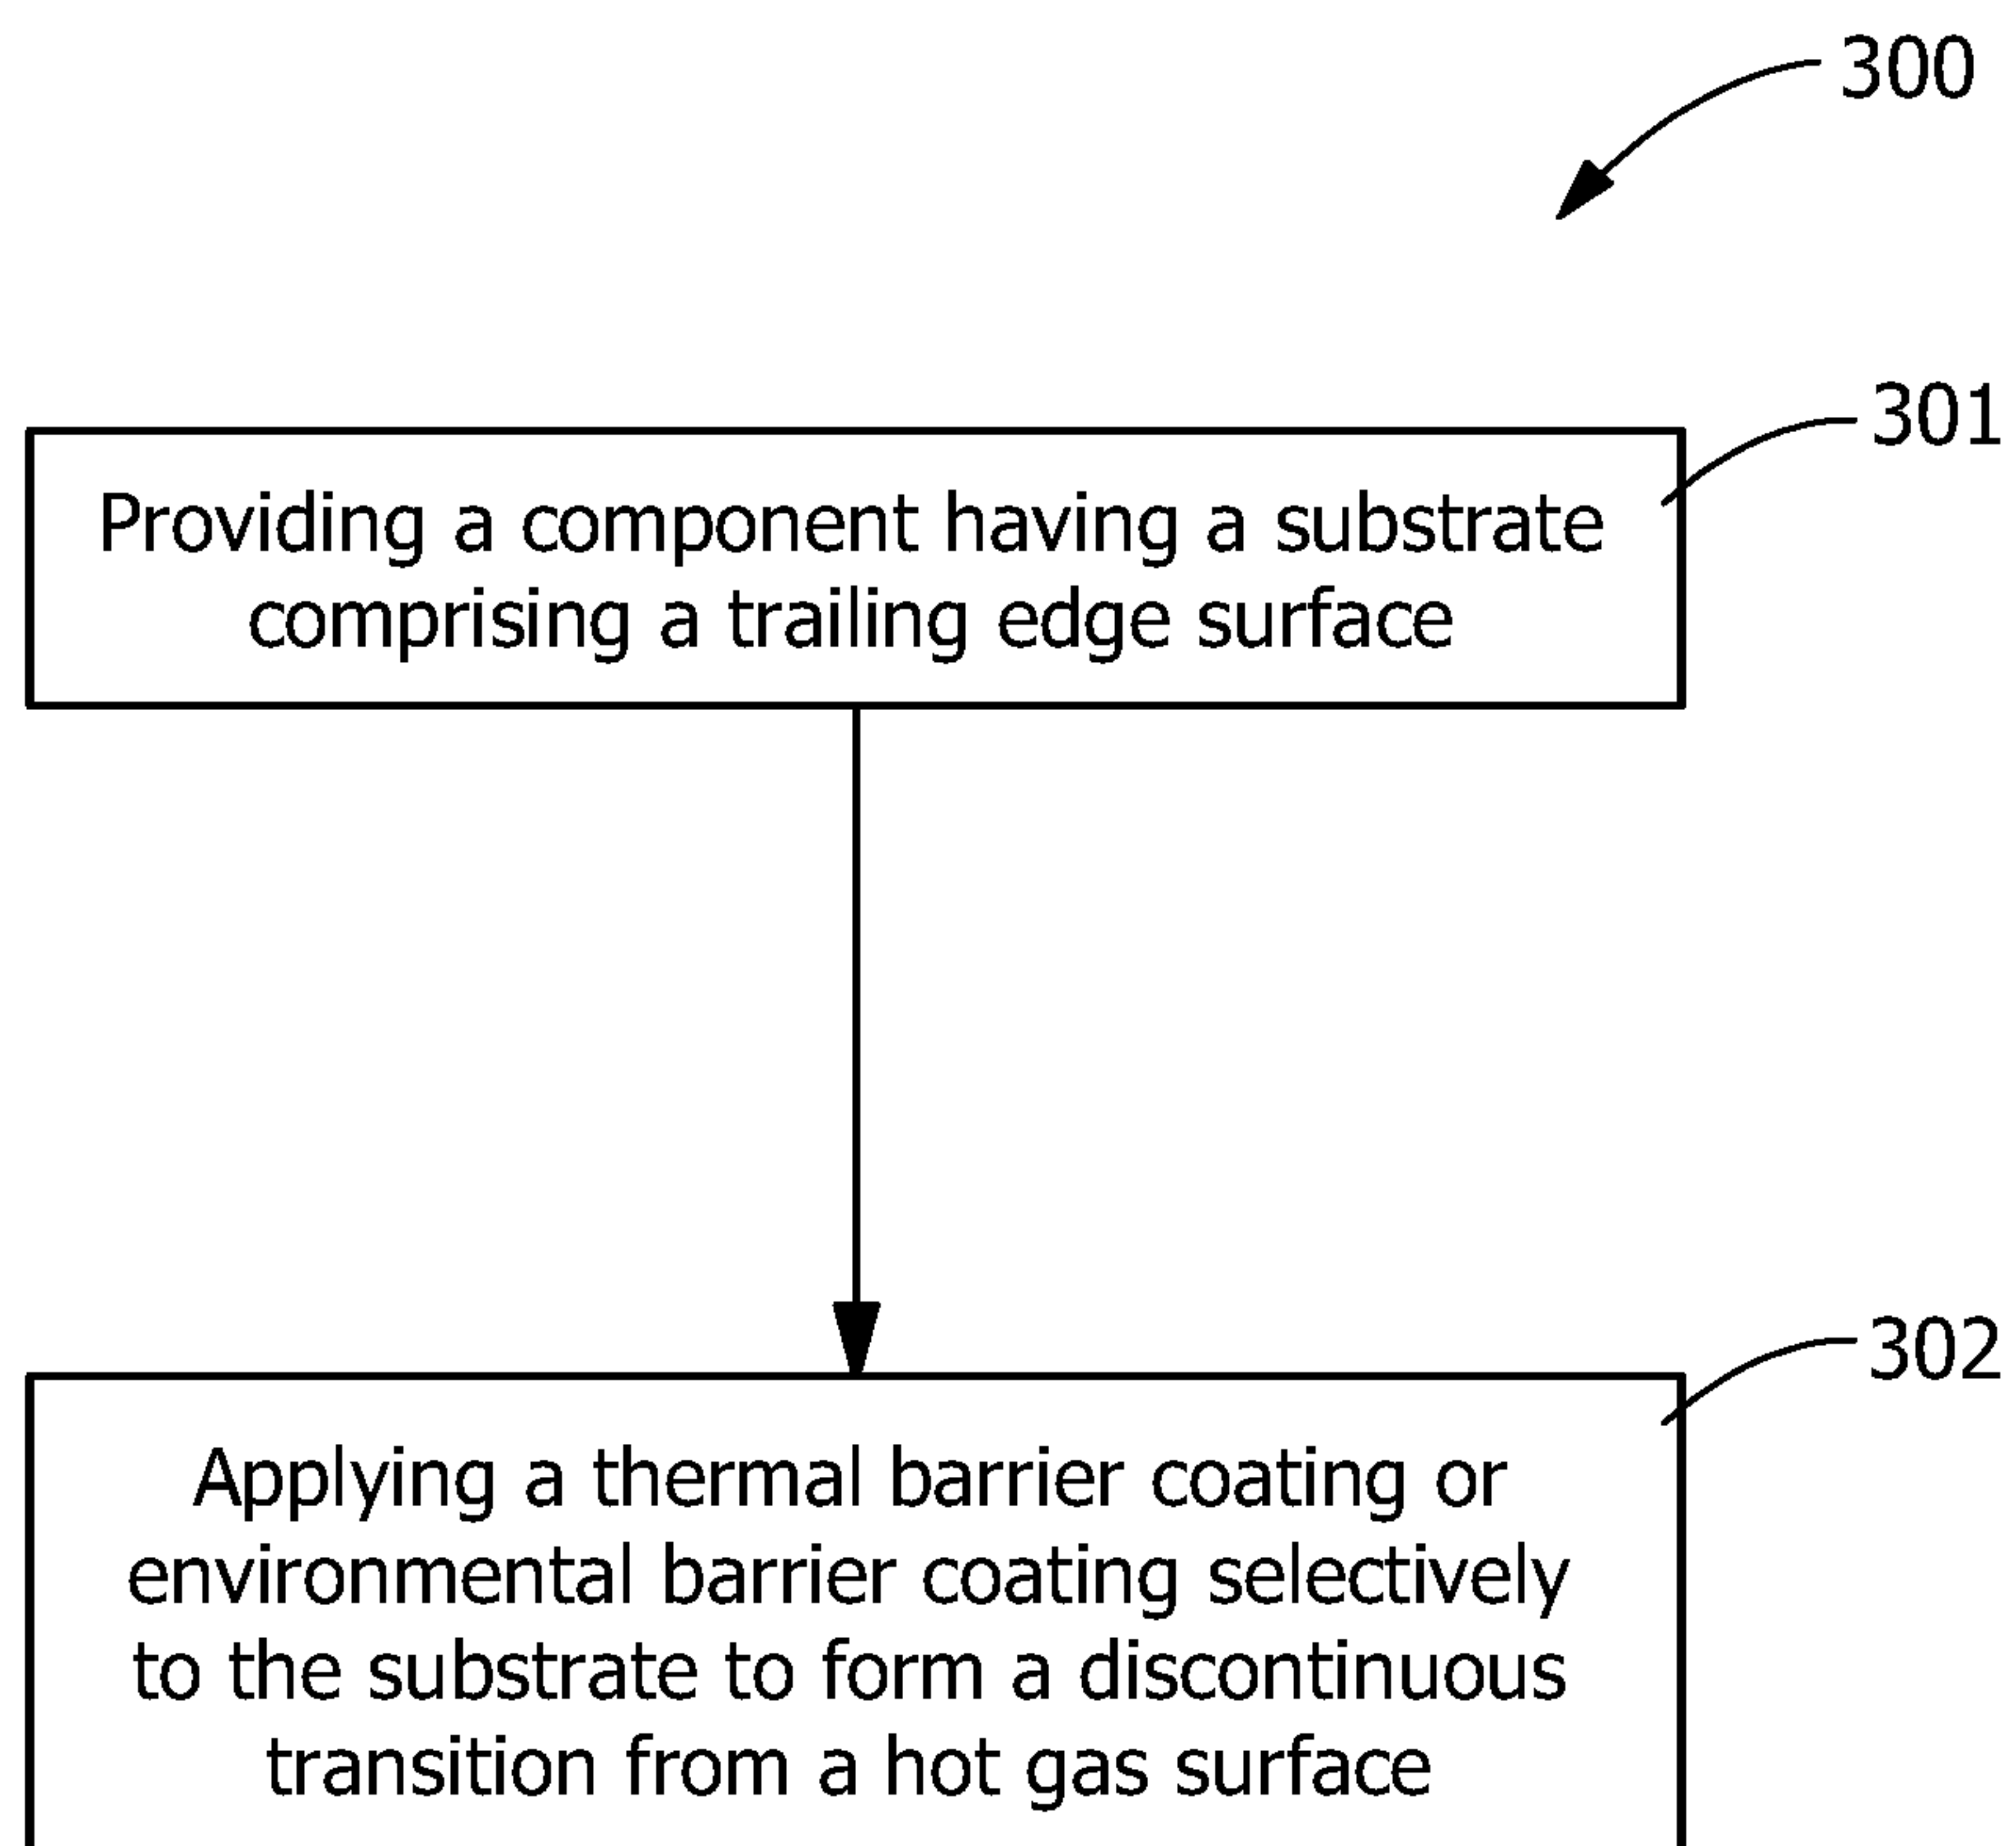 300
301
Providing a component having a substrate
comprising a trailing edge surface
302
Applying a thermal barrier coating or
environmental barrier coating selectively
to the substrate to form a discontinuous
transition from a hot gas surface